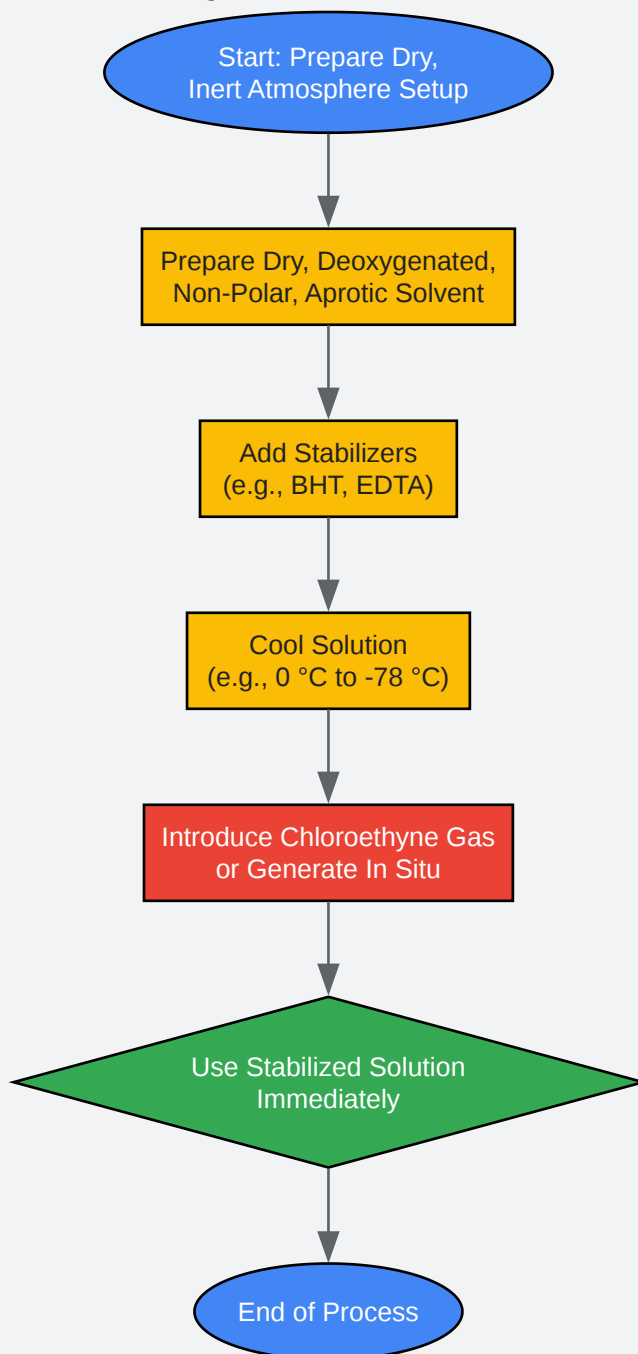 Start: Prepare Dry,
Inert Atmosphere Setup
Prepare Dry, Deoxygenated,
Non-Polar, Aprotic Solvent
Add Stabilizers
(e.g., BHT, EDTA)
Cool Solution
(e.g., 0 °C to -78 °C)
Introduce Chloroethyne Gas
or Generate In Situ
Use Stabilized Solution
Immediately
End of Process